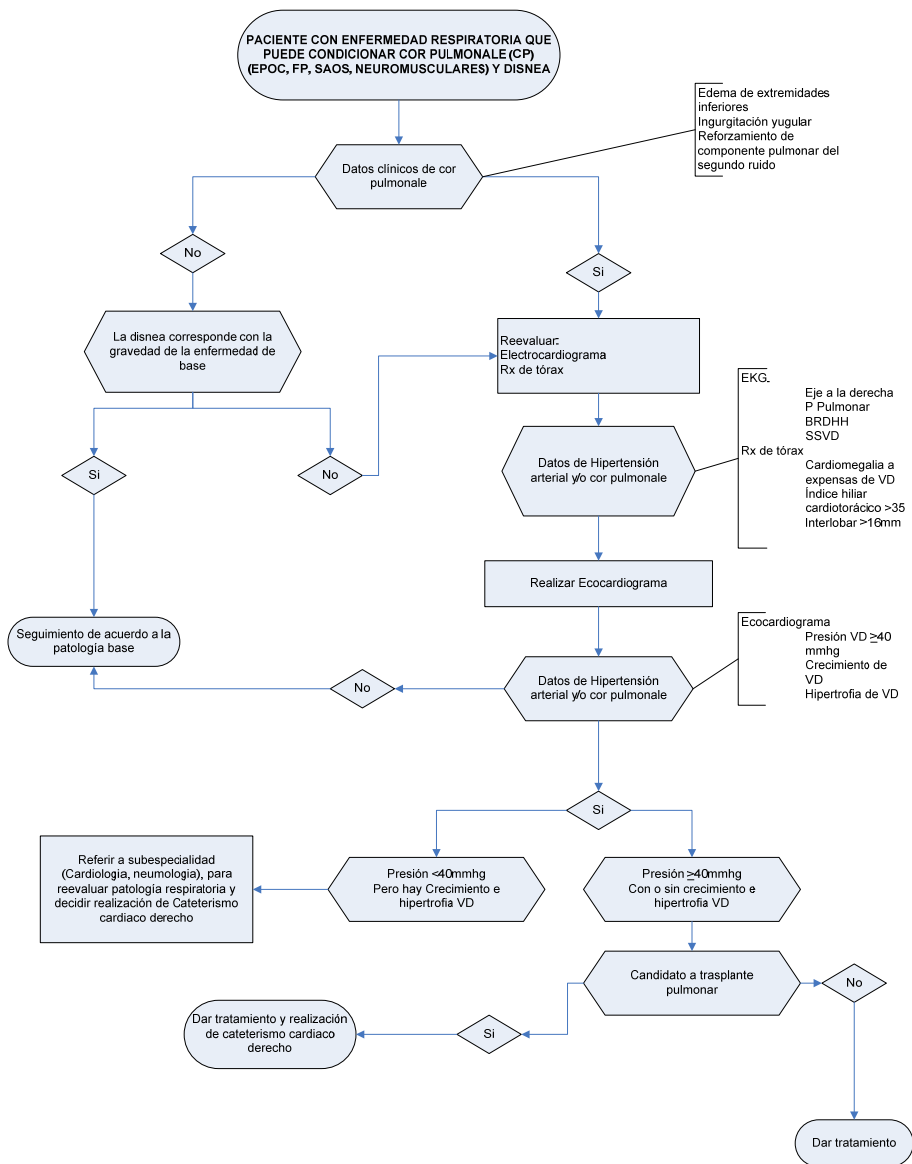 PACIENTE CON ENFERMEDAD RESPIRATORIA QUE
PUEDE CONDICIONAR COR PULMONALE (CP)
(EPOC, FP, SAOS, NEUROMUSCULARES) Y DISNEA
Edema de extremidades
inferiores
Ingurgitación yugular
Reforzamiento de
componente pulmonar del
segundo ruido
Datos clínicos de cor
pulmonale
No
Si
La disnea corresponde con la
gravedad de la enfermedad de
base
Reevaluar:
Electrocardiograma
Rx de tórax
Si
No
Datos de Hipertensión
arterial y/o cor pulmonale
EKG.
Eje a la derecha
P Pulmonar
BRDHH
SSVD
Rx de tórax
Cardiomegalia a
expensas de VD
Índice hiliar
cardiotorácico >35
Interlobar >16mm
Realizar Ecocardiograma
Seguimiento de acuerdo a la
patología base
Ecocardiograma
Presión VD ≥40
mmhg
Crecimiento de
VD
Hipertrofia de VD
Datos de Hipertensión
arterial y/o cor pulmonale
No
Si
Referir a subespecialidad
(Cardiologia, neumologia), para
reevaluar patología respiratoria y
decidir realización de Cateterismo
cardiaco derecho
Presión <40mmhg
Pero hay Crecimiento e
hipertrofia VD
Presión ≥40mmhg
Con o sin crecimiento e
hipertrofia VD
Candidato a trasplante
pulmonar
No
Si
Dar tratamiento y realización
de cateterismo cardiaco
derecho
Dar tratamiento